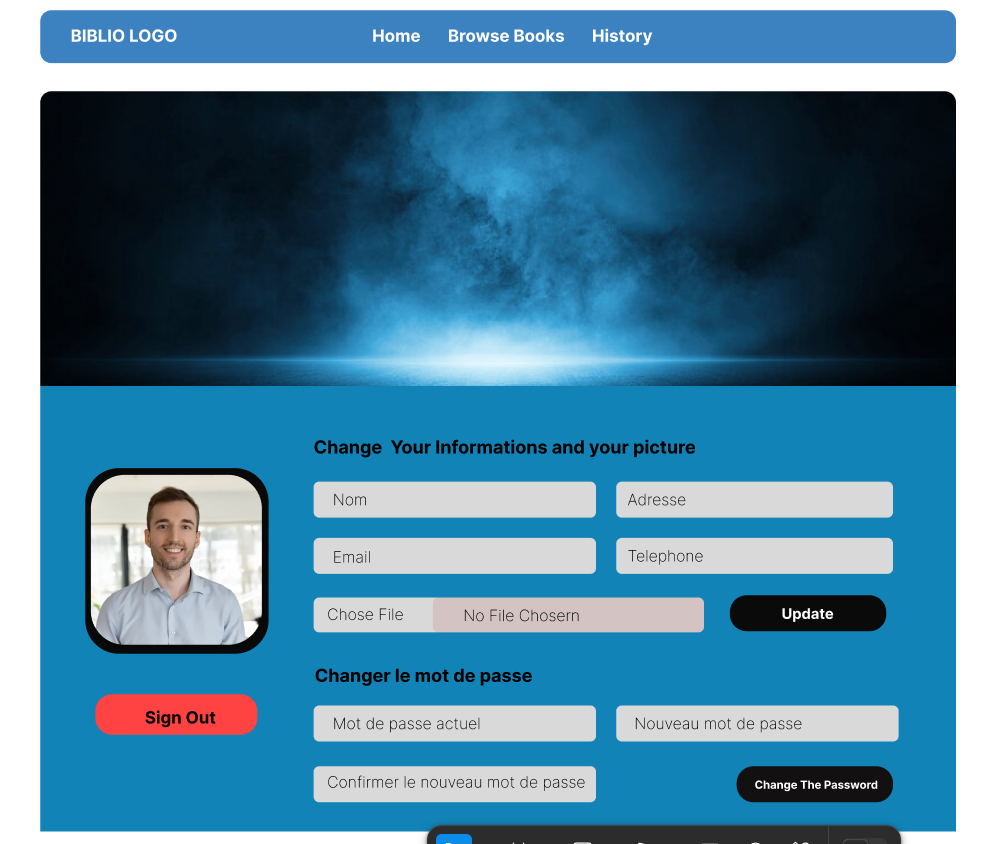 BIBLIO LOGO Home Browse Books History
Change Your Informations and your picture
Nom Adresse
Email Telephone
Chose File No File Chosern Update
Changer le mot de passe
Sign Out
Mot de passe actuel Nouveau mot de passe
Confirmer le nouveau mot de passe Change The Password